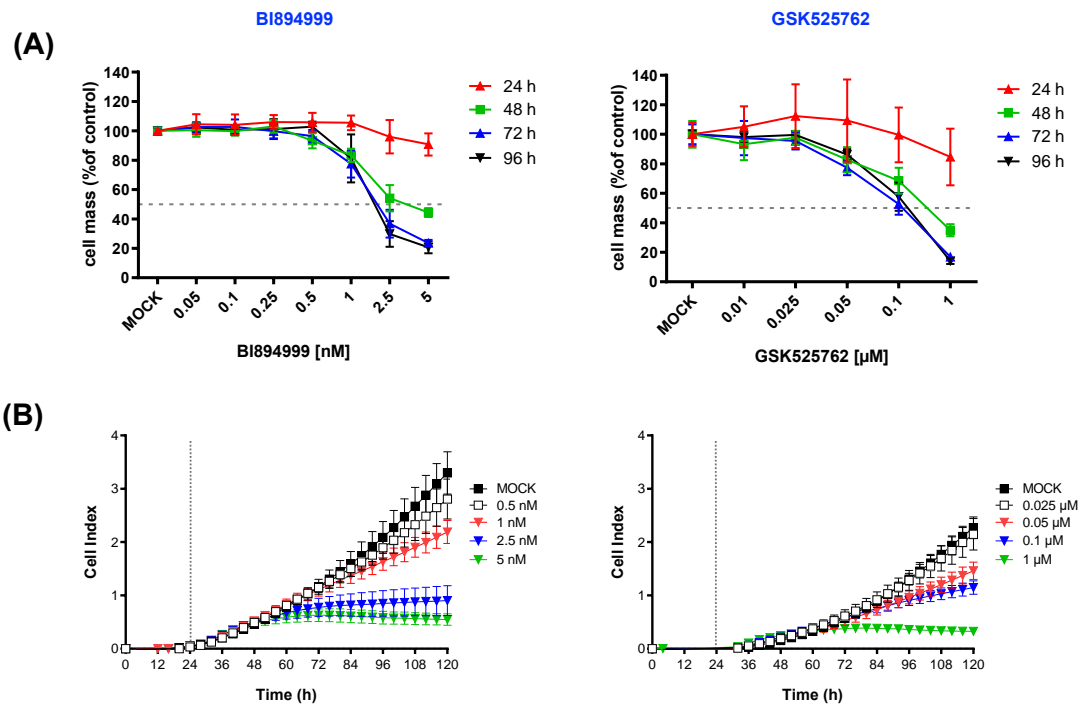 BI894999
GSK525762
(A)
cell mass (%of control)
140
120
100
80
60
40
20
0
MOCK
0.05
0.1
0.25
0.5
1
2.5
5
BI894999 [nM]
24 h
48 h
72 h
96 h
cell mass (%of control)
140
120
100
80
60
40
20
0
MOCK
0.01
0.025
0.05
0.1
1
GSK525762 [µM]
24 h
48 h
72 h
96 h
(B)
Cell Index
4
3
2
1
0
0 12 24 36 48 60 72 84 96 108 120
Time (h)
MOCK
0.5 nM
1 nM
2.5 nM
5 nM
Cell Index
4
3
2
1
0
0 12 24 36 48 60 72 84 96 108 120
Time (h)
MOCK
0.025 µM
0.05 µM
0.1 µM
1 µM